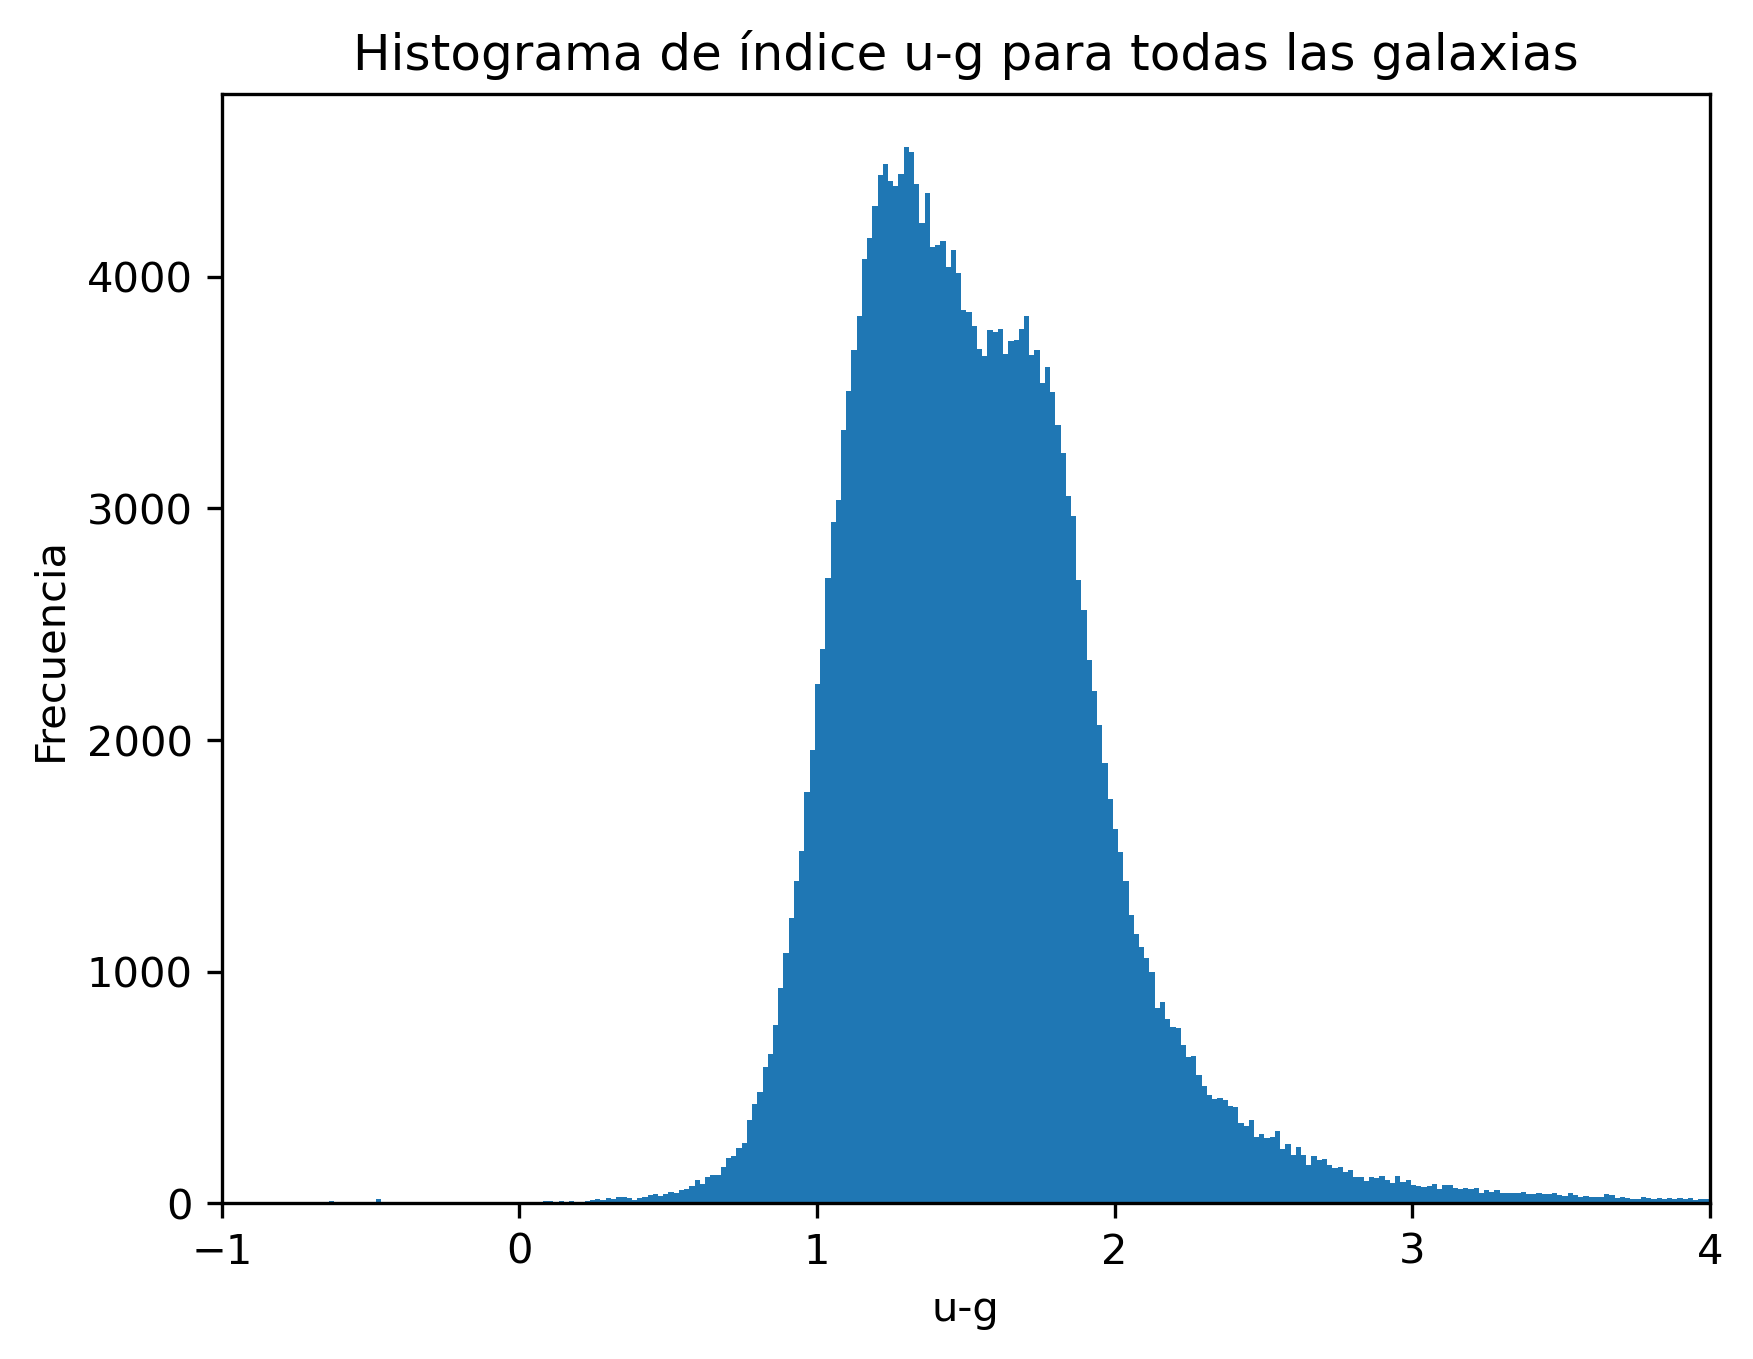 Histograma de índice u-g para todas las galaxias
4000
3000
2000
1000
0
Frecuencia
−1 0 1 2 3 4
u-g